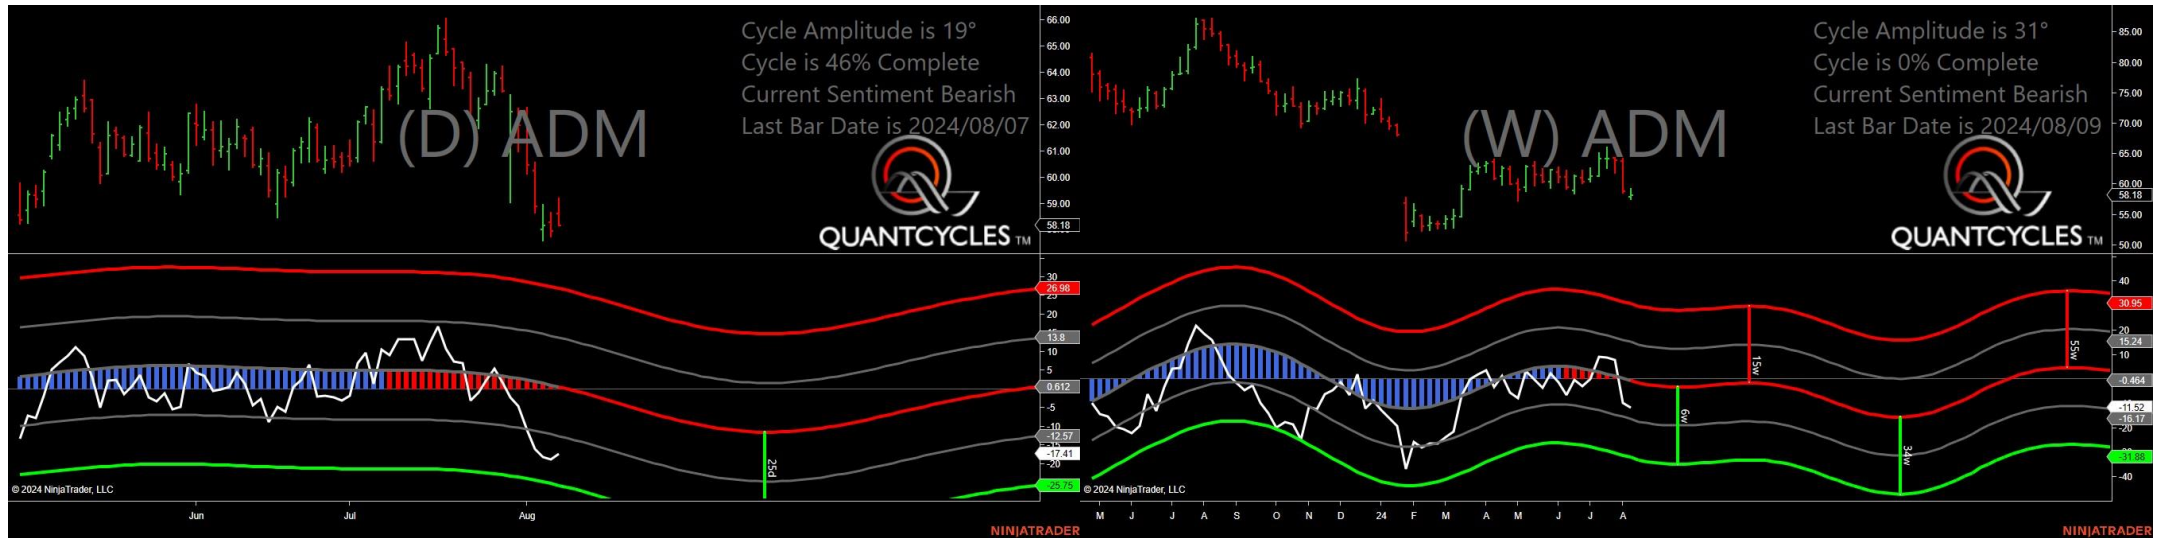 Cycle Amplitude is 19°
Cycle is 46% Complete
Current Sentiment Bearish
Last Bar Date is 2024/08/07
(D) ADM
QUANTCYCLES TM
66.00
65.00
64.00
63.00
62.00
61.00
60.00
59.00
58.18
30
26.98
20
15
13.8
10
5
0.612
-5
-10
-12.57
-17.41
-20
-25.75
25d
© 2024 NinjaTrader, LLC
Jun Jul Aug
NINJATRADER
Cycle Amplitude is 31°
Cycle is 0% Complete
Current Sentiment Bearish
Last Bar Date is 2024/08/09
(W) ADM
QUANTCYCLES TM
85.00
80.00
75.00
70.00
65.00
60.00
58.18
55.00
50.00
40
30.95
20
15.24
10
-0.464
-11.52
-16.17
-20
-31.88
-40
6w
15w
34w
55w
© 2024 NinjaTrader, LLC
M J J A S O N D 24 F M A M J J A
NINJATRADER